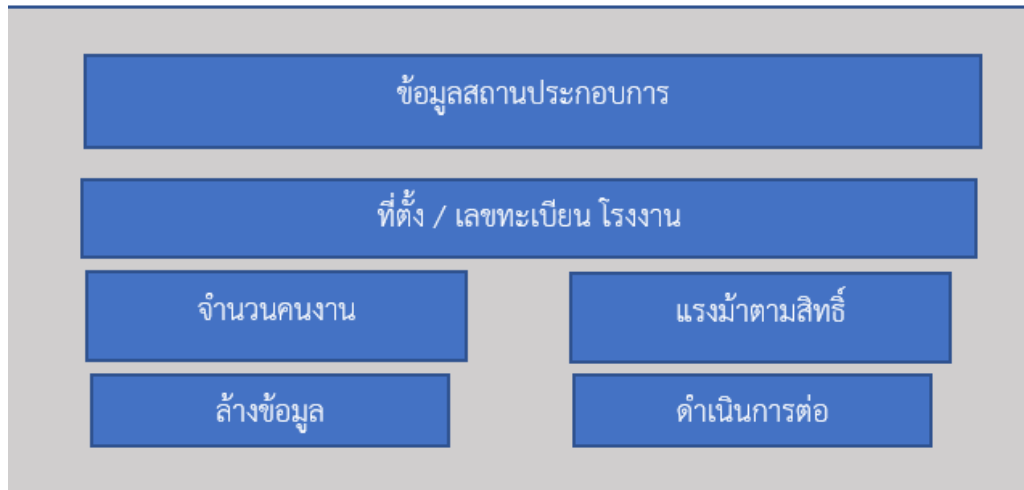 ข้อมูลสถานประกอบการ
ที่ตั้ง / เลขทะเบียน โรงงาน
จำนวนคนงาน
แรงม้าตามสิทธิ์
ล้างข้อมูล
ดำเนินการต่อ